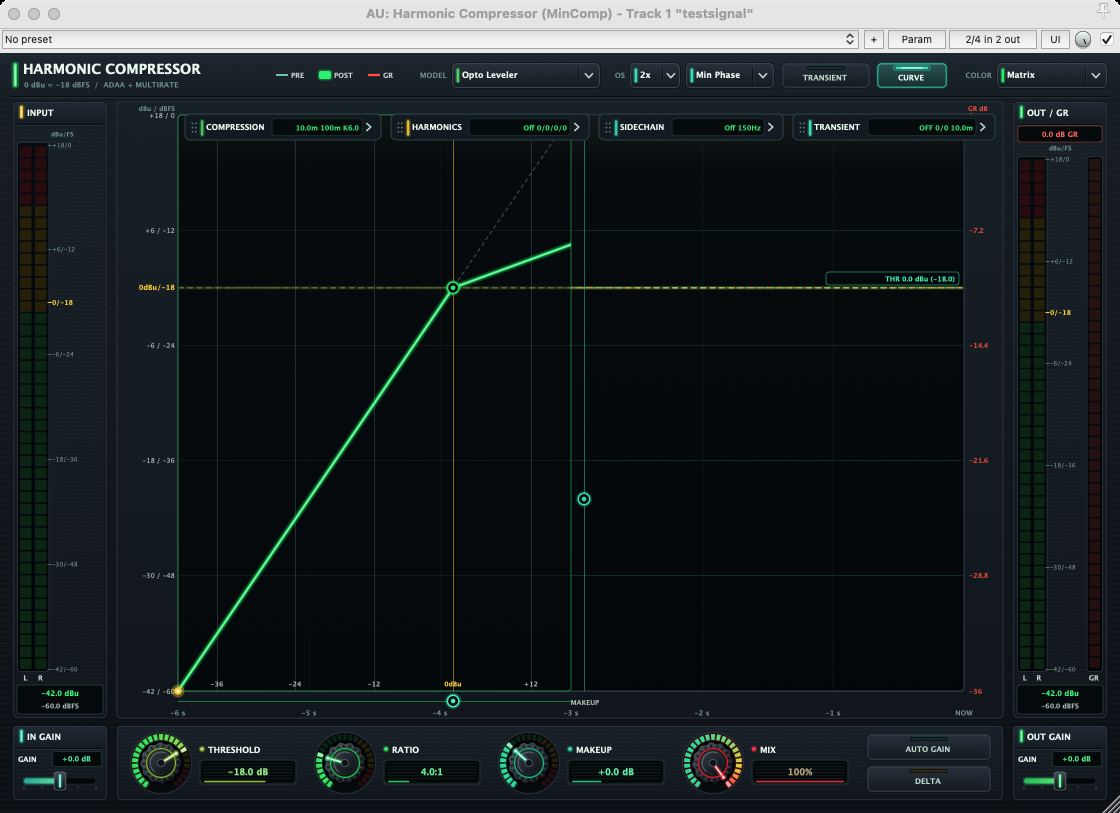 AU: Harmonic Compressor (MinComp) - Track 1 "testsignal"
No preset
+
Param
2/4 in 2 out
UI
HARMONIC COMPRESSOR
0 dBu = −18 dBFS / ADAA + MULTIRATE
PRE
POST
GR
MODEL
Opto Leveler
OS
2x
Min Phase
TRANSIENT
CURVE
COLOR
Matrix
INPUT
dBu/FS
+18/0
+6/−12
−0/−18
−6/−24
−18/−36
−30/−48
−42/−60
L R
−42.0 dBu
−60.0 dBFS
dBu / dBFS
+18 / 0
+6 / −12
0dBu/−18
−6 / −24
−18 / −36
−30 / −48
−42 / −60
COMPRESSION
10.0m 100m K6.0
HARMONICS
Off 0/0/0/0
SIDECHAIN
Off 150Hz
TRANSIENT
OFF 0/0 10.0m
THR 0.0 dBu (−18.0)
GR dB
−7.2
−14.4
−21.6
−28.8
−36
−36
−24
−12
0dBu
+12
MAKEUP
−6 s
−5 s
−4 s
−3 s
−2 s
−1 s
NOW
OUT / GR
0.0 dB GR
dBu/FS
+18/0
+6/−12
−0/−18
−6/−24
−18/−36
−30/−48
−42/−60
L R GR
−42.0 dBu
−60.0 dBFS
IN GAIN
GAIN
+0.0 dB
THRESHOLD
−18.0 dB
RATIO
4.0:1
MAKEUP
+0.0 dB
MIX
100%
AUTO GAIN
DELTA
OUT GAIN
GAIN
+0.0 dB